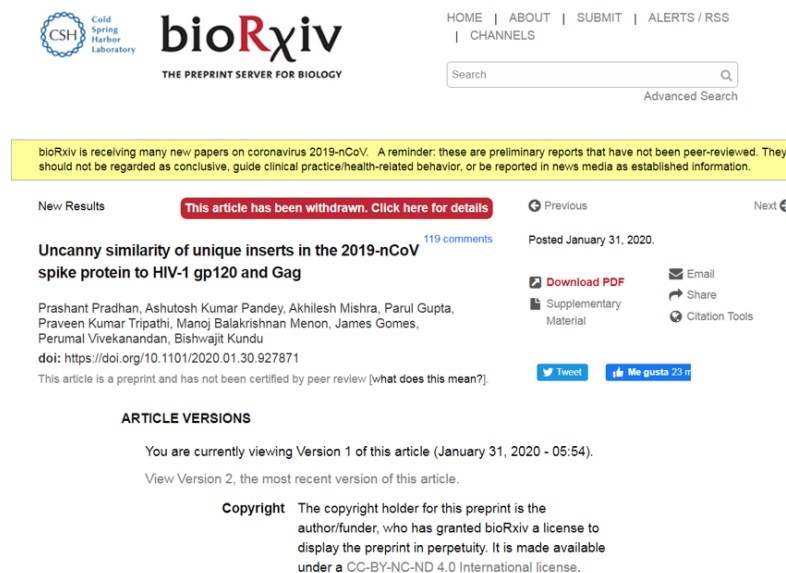 CSH
Cold
Spring
Harbor
Laboratory
bioRxiv
THE PREPRINT SERVER FOR BIOLOGY
HOME | ABOUT | SUBMIT | ALERTS / RSS
| CHANNELS
Search
Advanced Search
bioRxiv is receiving many new papers on coronavirus 2019-nCoV. A reminder: these are preliminary reports that have not been peer-reviewed. They
should not be regarded as conclusive, guide clinical practice/health-related behavior, or be reported in news media as established information.
New Results
This article has been withdrawn. Click here for details
Previous
Next
119 comments
Posted January 31, 2020.
Uncanny similarity of unique inserts in the 2019-nCoV
spike protein to HIV-1 gp120 and Gag
Download PDF
Supplementary
Material
Email
Share
Citation Tools
Prashant Pradhan, Ashutosh Kumar Pandey, Akhilesh Mishra, Parul Gupta,
Praveen Kumar Tripathi, Manoj Balakrishnan Menon, James Gomes,
Perumal Vivekanandan, Bishwajit Kundu
doi: https://doi.org/10.1101/2020.01.30.927871
This article is a preprint and has not been certified by peer review [what does this mean?].
Tweet
Me gusta 23 m
ARTICLE VERSIONS
You are currently viewing Version 1 of this article (January 31, 2020 - 05:54).
View Version 2, the most recent version of this article.
Copyright The copyright holder for this preprint is the
author/funder, who has granted bioRxiv a license to
display the preprint in perpetuity. It is made available
under a CC-BY-NC-ND 4.0 International license.